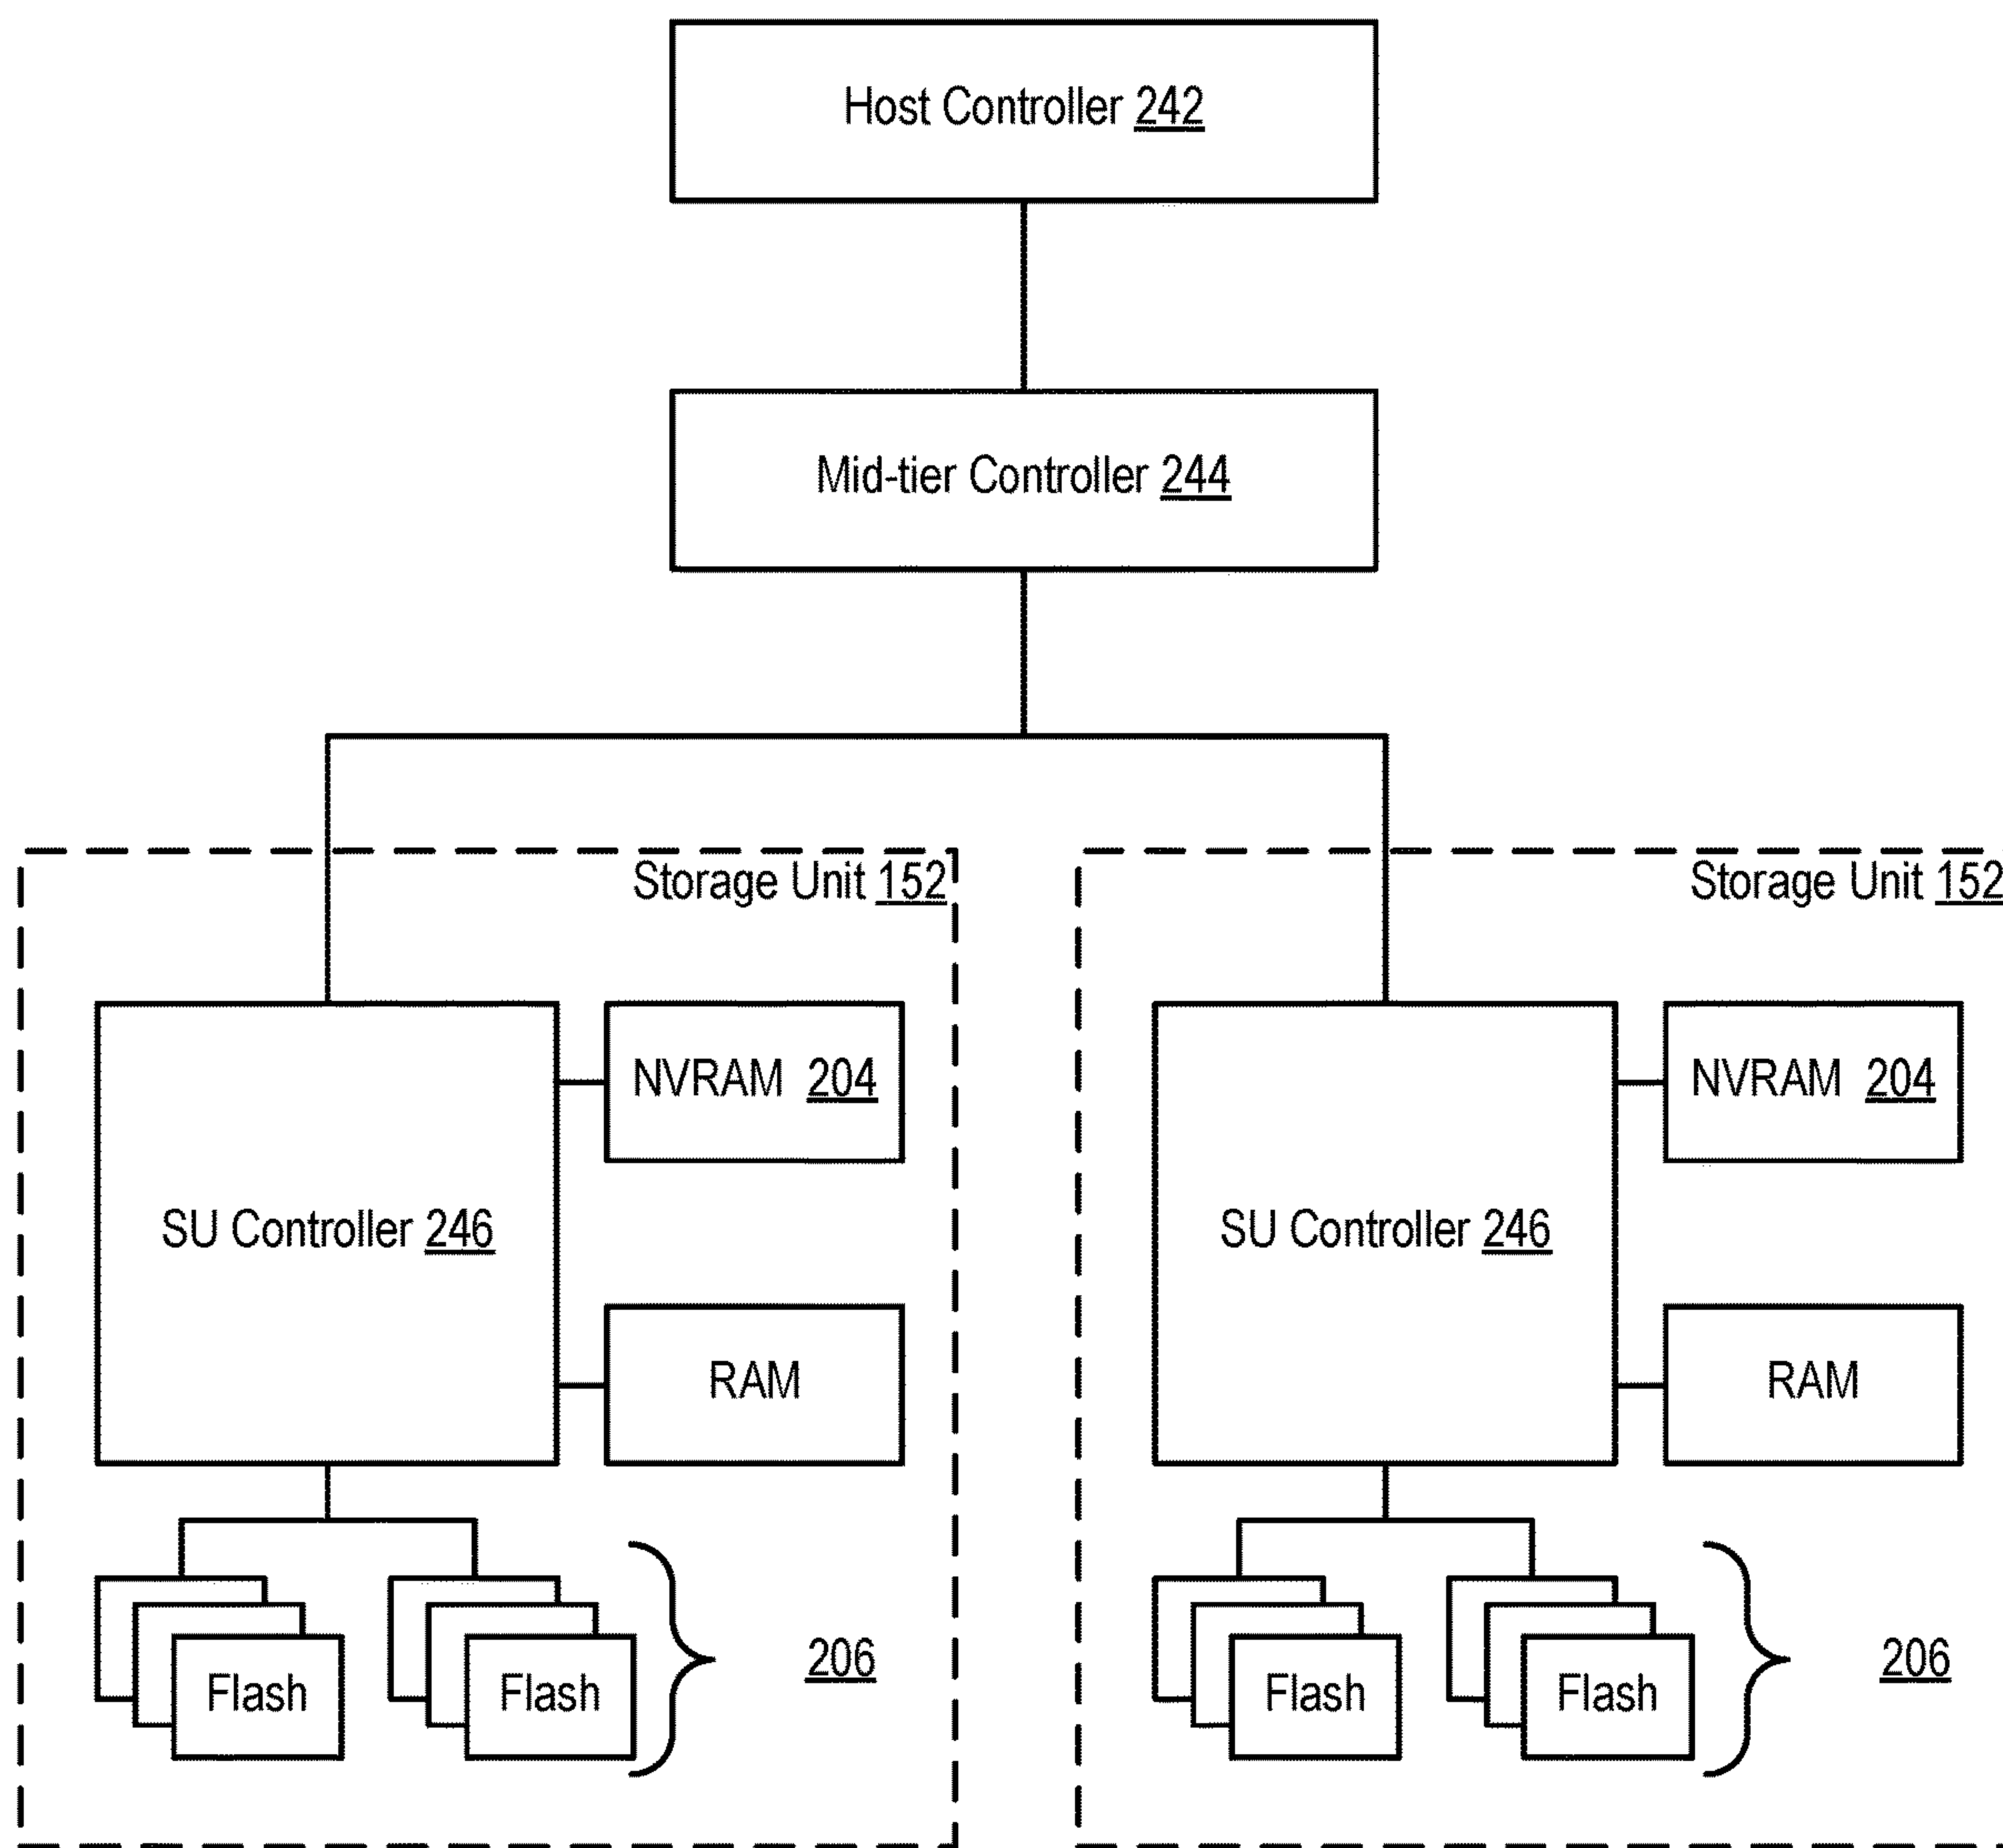 Host Controller 242
Mid-tier Controller 244
Storage Unit 152
Storage Unit 152
NVRAM 204
NVRAM 204
SU Controller 246
SU Controller 246
RAM
RAM
206
206
Flash
Flash
Flash
Flash